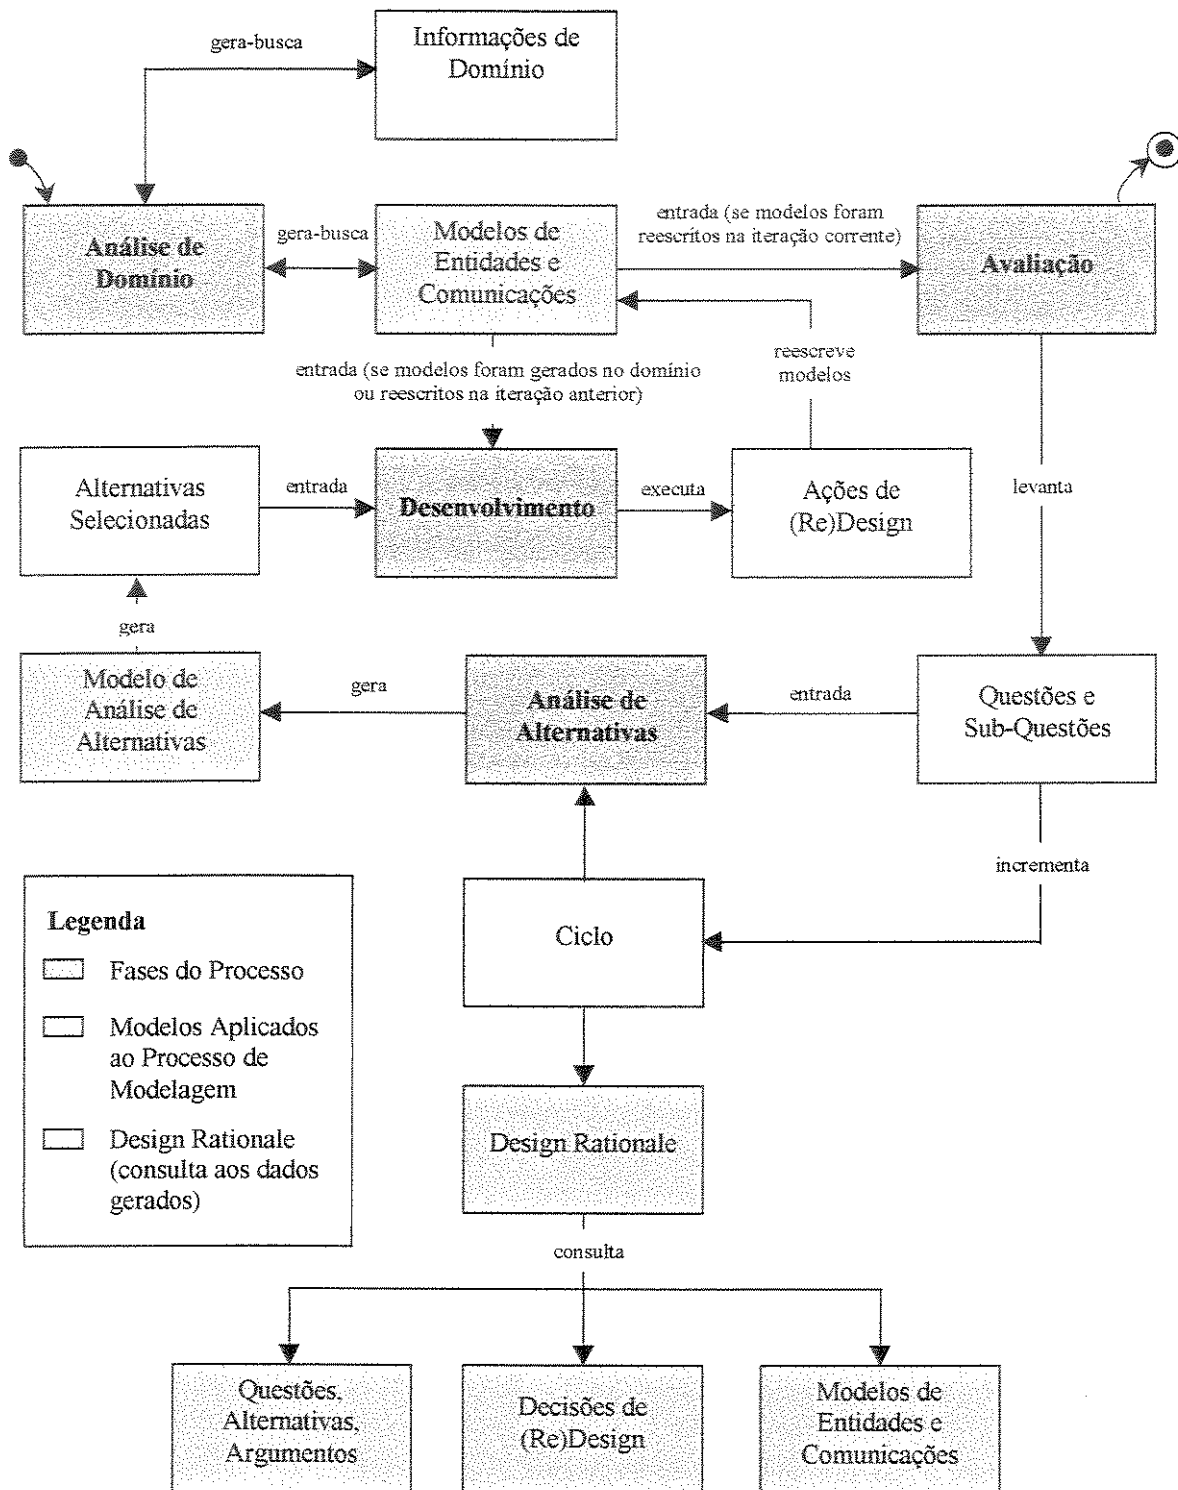 gera-busca
Informações de
Domínio
Análise de
Domínio
gera-busca
Modelos de
Entidades e
Comunicações
entrada (se modelos foram
reescritos na iteração corrente)
Avaliação
entrada (se modelos foram gerados no domínio
ou reescritos na iteração anterior)
reescreve
modelos
Alternativas
Selecionadas
entrada
Desenvolvimento
executa
Ações de
(Re)Design
levanta
gera
Modelo de
Análise de
Alternativas
gera
Análise de
Alternativas
entrada
Questões e
Sub-Questões
incrementa
Ciclo
Legenda
Fases do Processo
Modelos Aplicados
ao Processo de
Modelagem
Design Rationale
(consulta aos dados
gerados)
Design Rationale
consulta
Questões,
Alternativas,
Argumentos
Decisões de
(Re)Design
Modelos de
Entidades e
Comunicações